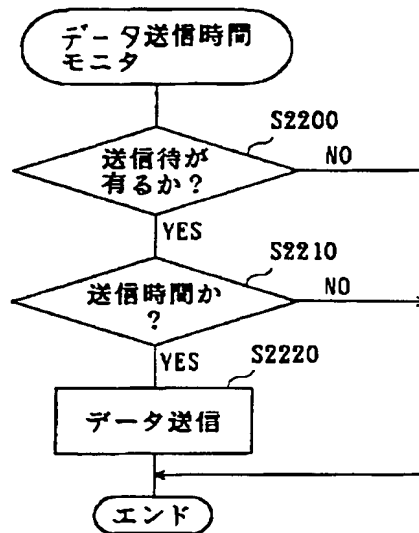 データ送信時間
モニタ
S2200
送信待が
有るか？
NO
YES
S2210
送信時間か
？
NO
YES
S2220
データ送信
エンド